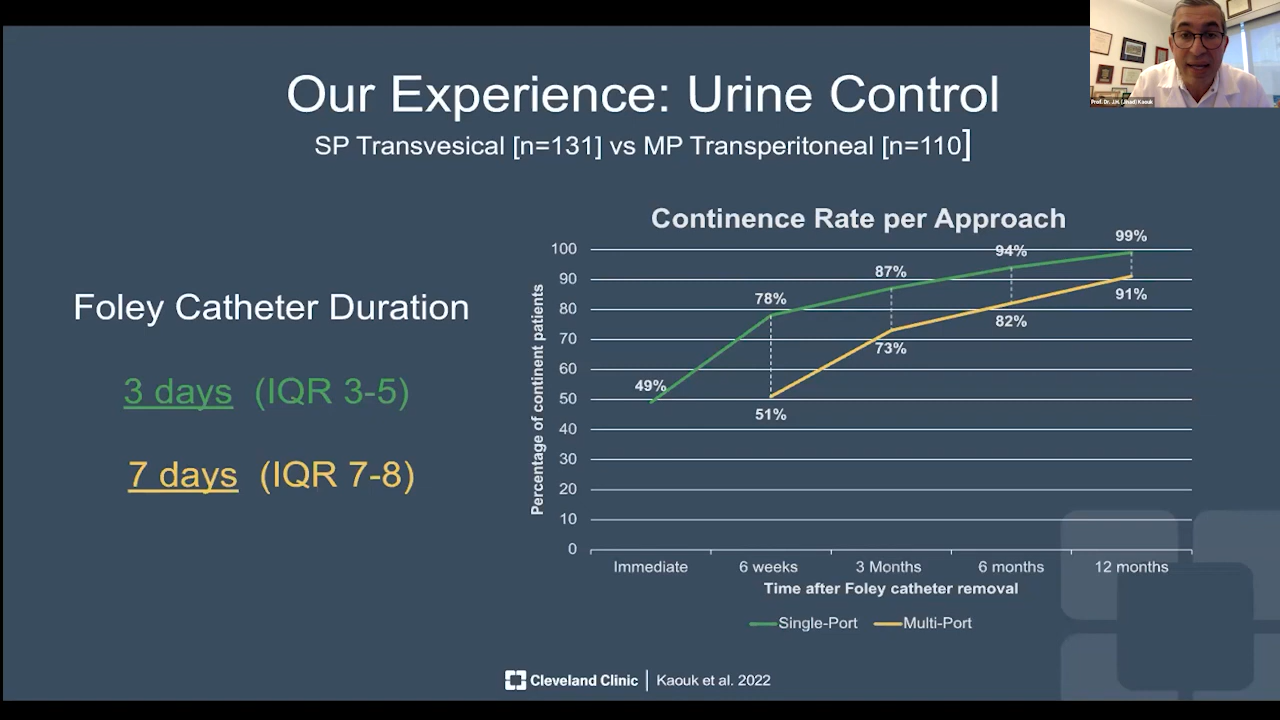 Our Experience: Urine Control
SP Transvesical [n=131] vs MP Transperitoneal [n=110]
Foley Catheter Duration
3 days (IQR 3-5)
7 days (IQR 7-8)
Continence Rate per Approach
Percentage of continent patients
100
90
80
70
60
50
40
30
20
10
0
49%
78%
87%
94%
99%
51%
73%
82%
91%
Immediate
6 weeks
3 Months
6 months
12 months
Time after Foley catheter removal
Single-Port
Multi-Port
Cleveland Clinic | Kaouk et al. 2022
Prof. Dr. J.H. (Jihad) Kaouk